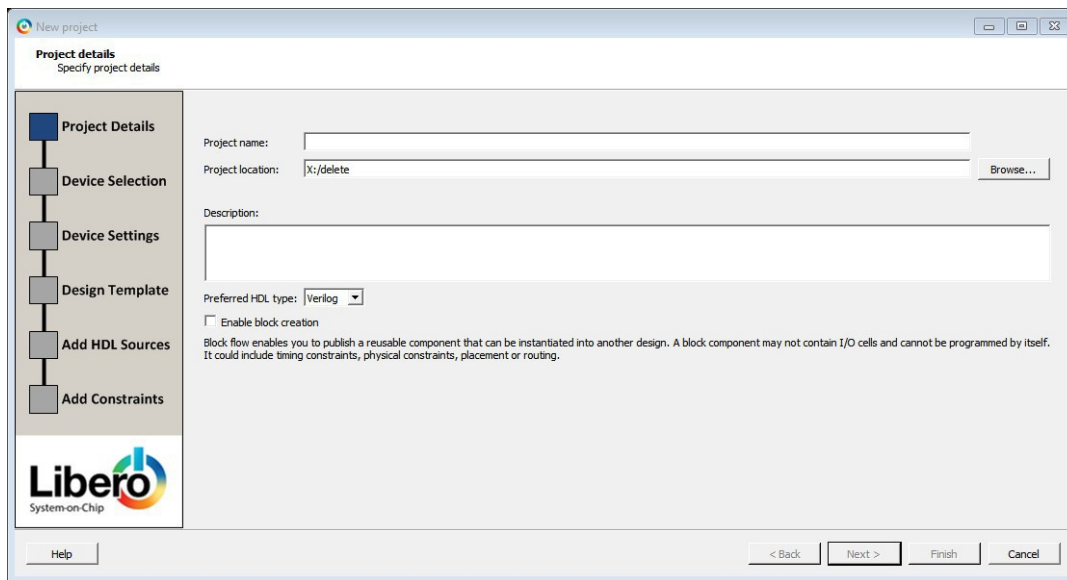 New project
Project details
Specify project details
Project Details
Device Selection
Device Settings
Design Template
Add HDL Sources
Add Constraints
Libero
System-on-Chip
Project name:
Project location: X:/delete Browse...
Description:
Preferred HDL type: Verilog
Enable block creation
Block flow enables you to publish a reusable component that can be instantiated into another design. A block component may not contain I/O cells and cannot be programmed by itself.
It could include timing constraints, physical constraints, placement or routing.
Help < Back Next > Finish Cancel